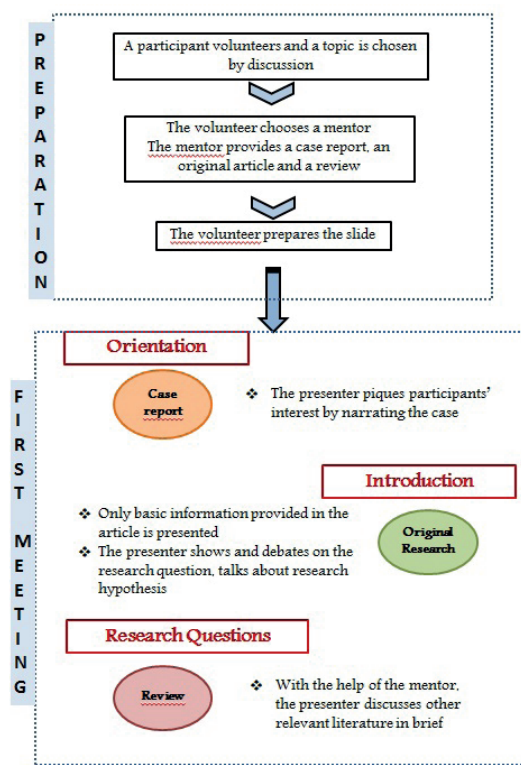 PREPARATION
A participant volunteers and a topic is chosen
by discussion
The volunteer chooses a mentor
The mentor provides a case report, an
original article and a review
The volunteer prepares the slide
FIRST MEETING
Orientation
Case
report
❖ The presenter piques participants'
interest by narrating the case
Introduction
❖ Only basic information provided in the
article is presented
❖ The presenter shows and debates on the
research question, talks about research
hypothesis
Original
Research
Research Questions
Review
❖ With the help of the mentor,
the presenter discusses other
relevant literature in brief